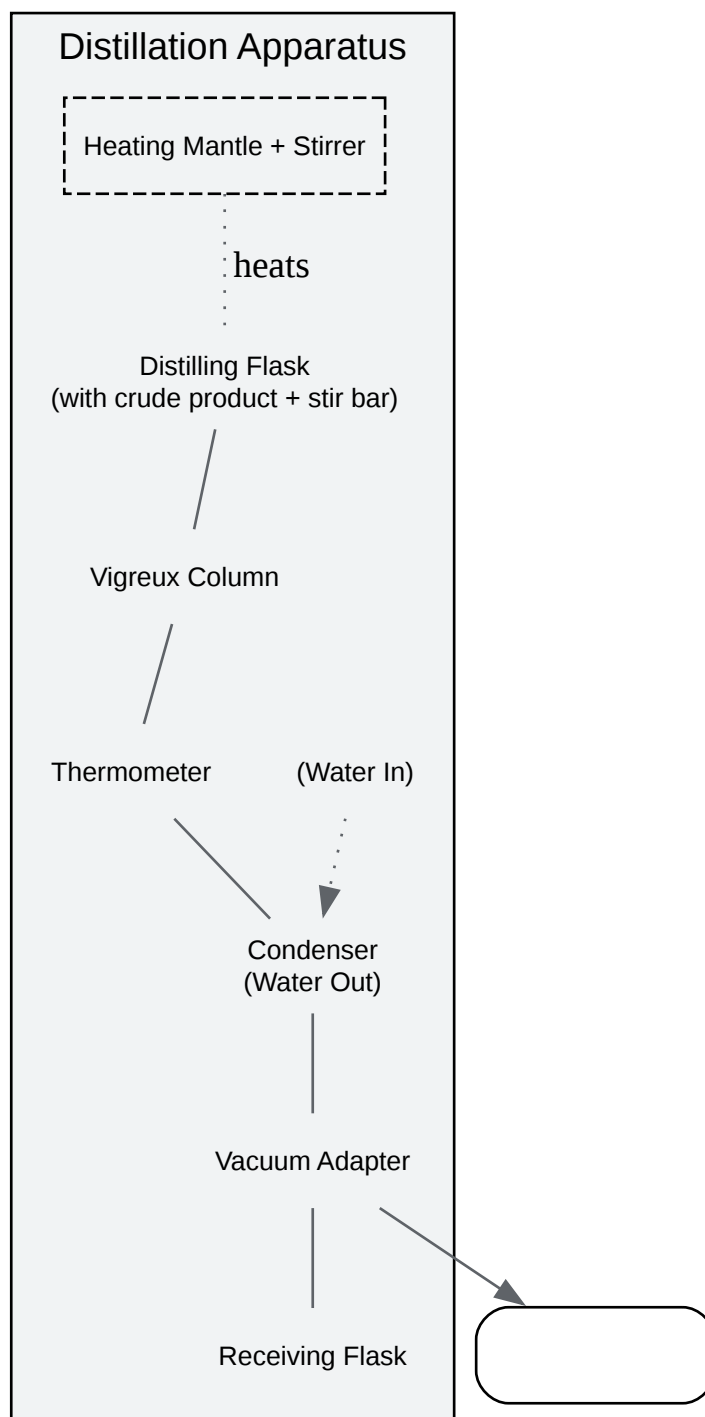 Distillation Apparatus
Heating Mantle + Stirrer
heats
Distilling Flask
(with crude product + stir bar)
Vigreux Column
Thermometer
(Water In)
Condenser
(Water Out)
Vacuum Adapter
Receiving Flask